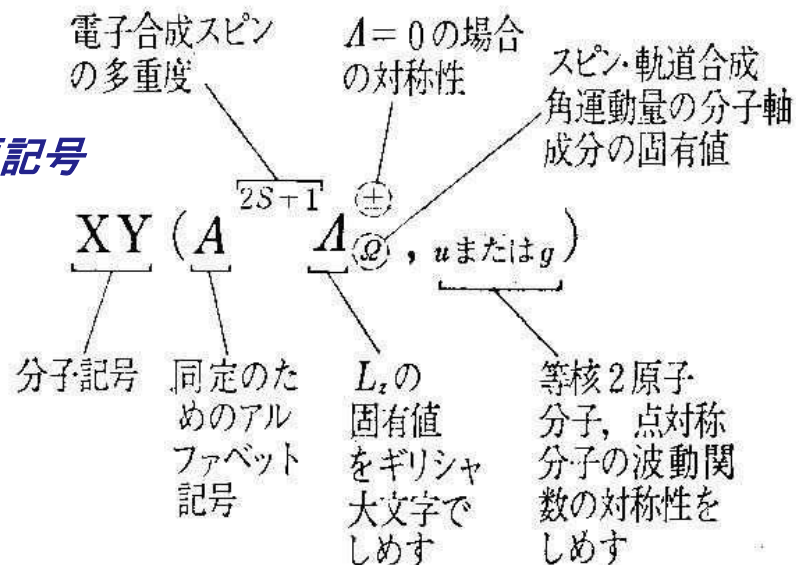 電子合成スピン
の多重度
Λ=0の場合
の対称性
スピン・軌道合成
角運動量の分子軸
成分の固有値
記号
XY (A 2S+1 Λ ± Ω , uまたはg)
分子記号
同定のた
めのアル
ファベット
記号
Lzの
固有値
をギリシャ
大文字で
しめす
等核2原子
分子，点対称
分子の波動関
数の対称性を
しめす